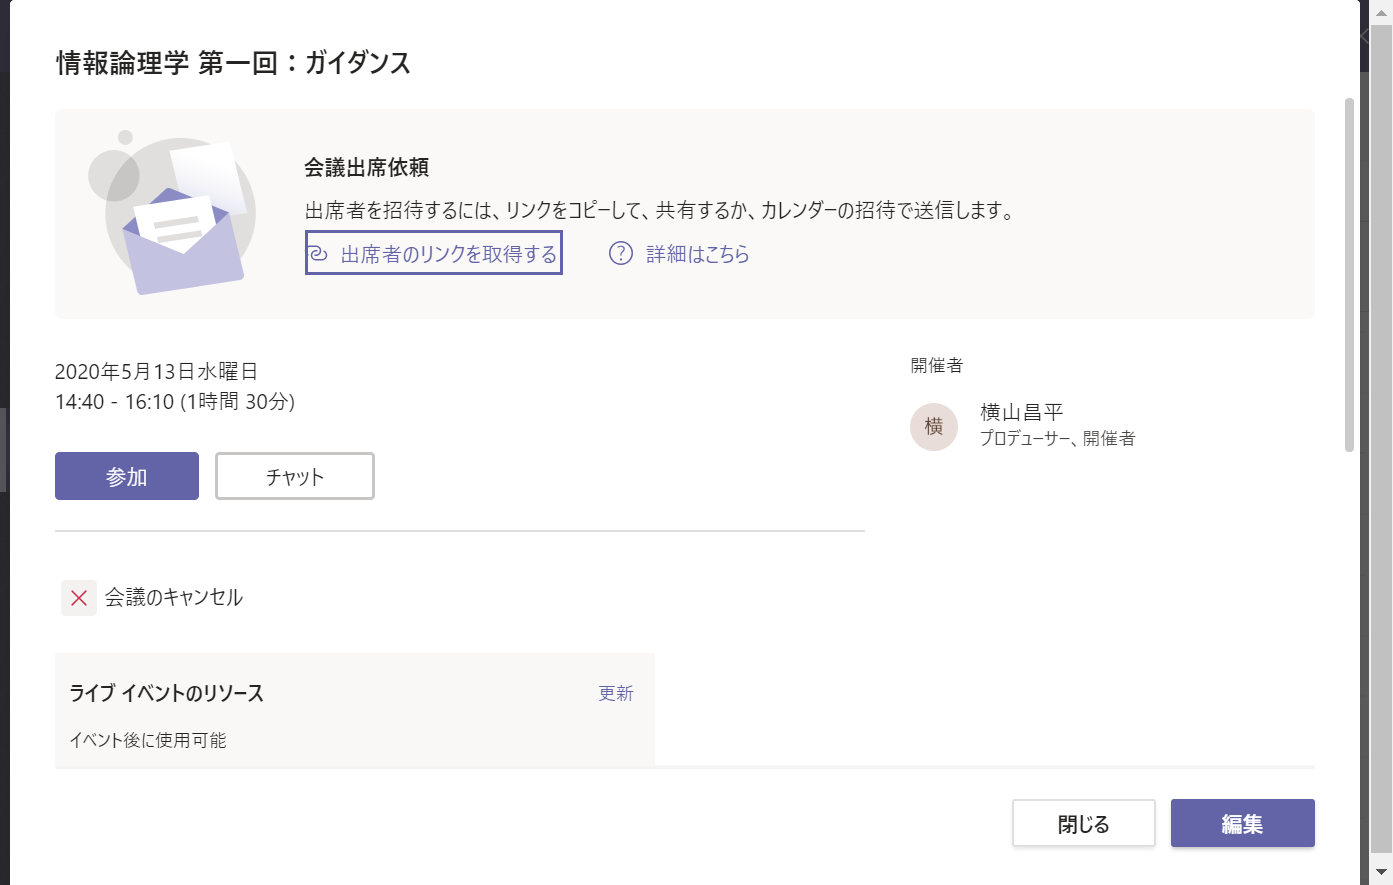 情報論理学 第一回：ガイダンス
会議出席依頼
出席者を招待するには、リンクをコピーして、共有するか、カレンダーの招待で送信します。
出席者のリンクを取得する
詳細はこちら
2020年5月13日水曜日
14:40 - 16:10 (1時間 30分)
開催者
横
横山昌平
プロデューサー、開催者
参加
チャット
会議のキャンセル
ライブ イベントのリソース
更新
イベント後に使用可能
閉じる
編集